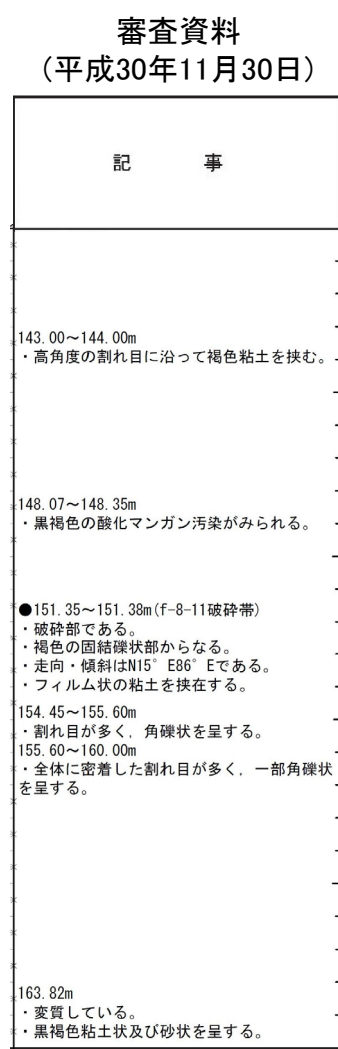 審査資料
（平成30年11月30日）
記 事
143.00～144.00m
・高角度の割れ目に沿って褐色粘土を挟む。
148.07～148.35m
・黒褐色の酸化マンガン汚染がみられる。
●151.35～151.38m(f-8-11破砕帯)
・破砕部である。
・褐色の固結礫状部からなる。
・走向・傾斜はN15°E86°Eである。
・フィルム状の粘土を挟在する。
154.45～155.60m
・割れ目が多く，角礫状を呈する。
155.60～160.00m
・全体に密着した割れ目が多く，一部角礫状
を呈する。
163.82m
・変質している。
・黒褐色粘土状及び砂状を呈する。